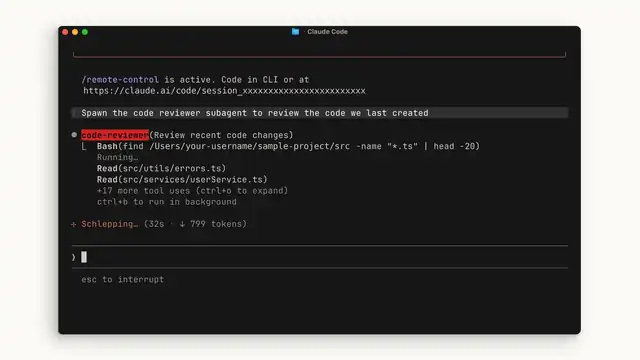 Claude Code
/remote-control is active. Code in CLI or at
https://claude.ai/code/session_xxxxxxxxxxxxxxxxxxxxxxxx
Spawn the code reviewer subagent to review the code we last created
code-reviewer(Review recent code changes)
Bash(find /Users/your-username/sample-project/src -name "*.ts" | head -20)
Running…
Read(src/utils/errors.ts)
Read(src/services/userService.ts)
+17 more tool uses (ctrl+o to expand)
ctrl+b to run in background
Schlepping… (32s · ↓ 799 tokens)
❯
esc to interrupt